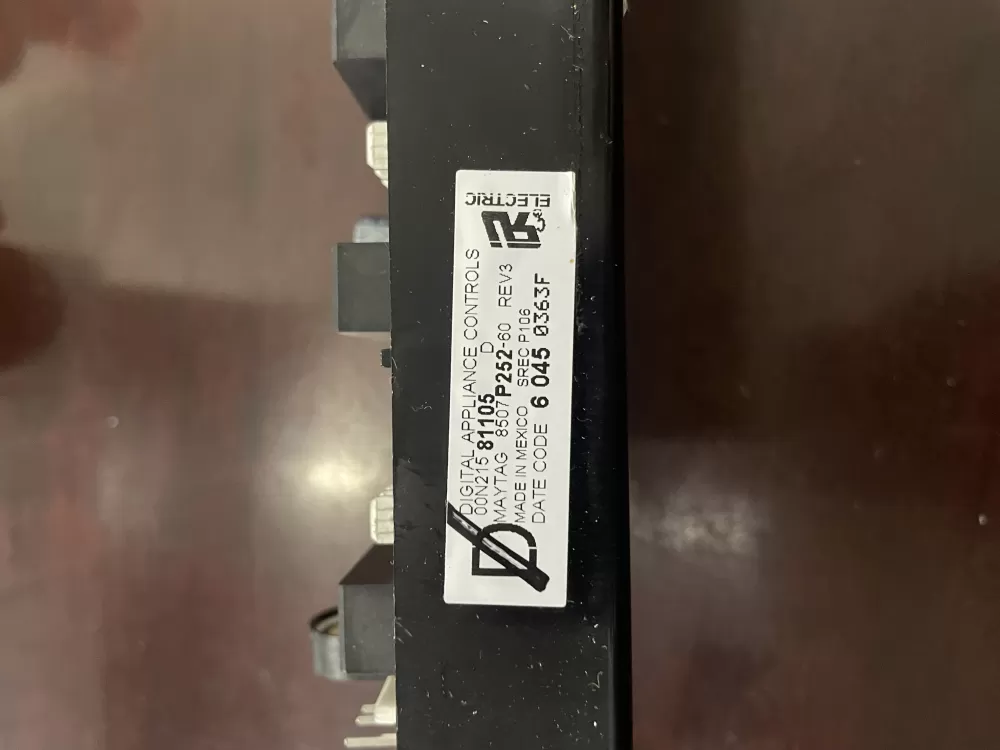 DIGITAL APPLIANCE CONTROLS
00N215 81105 D
MAYTAG 8507P252-60 REV3
MADE IN MEXICO SREC P106
DATE CODE 6 045 0363F
ELECTRIC